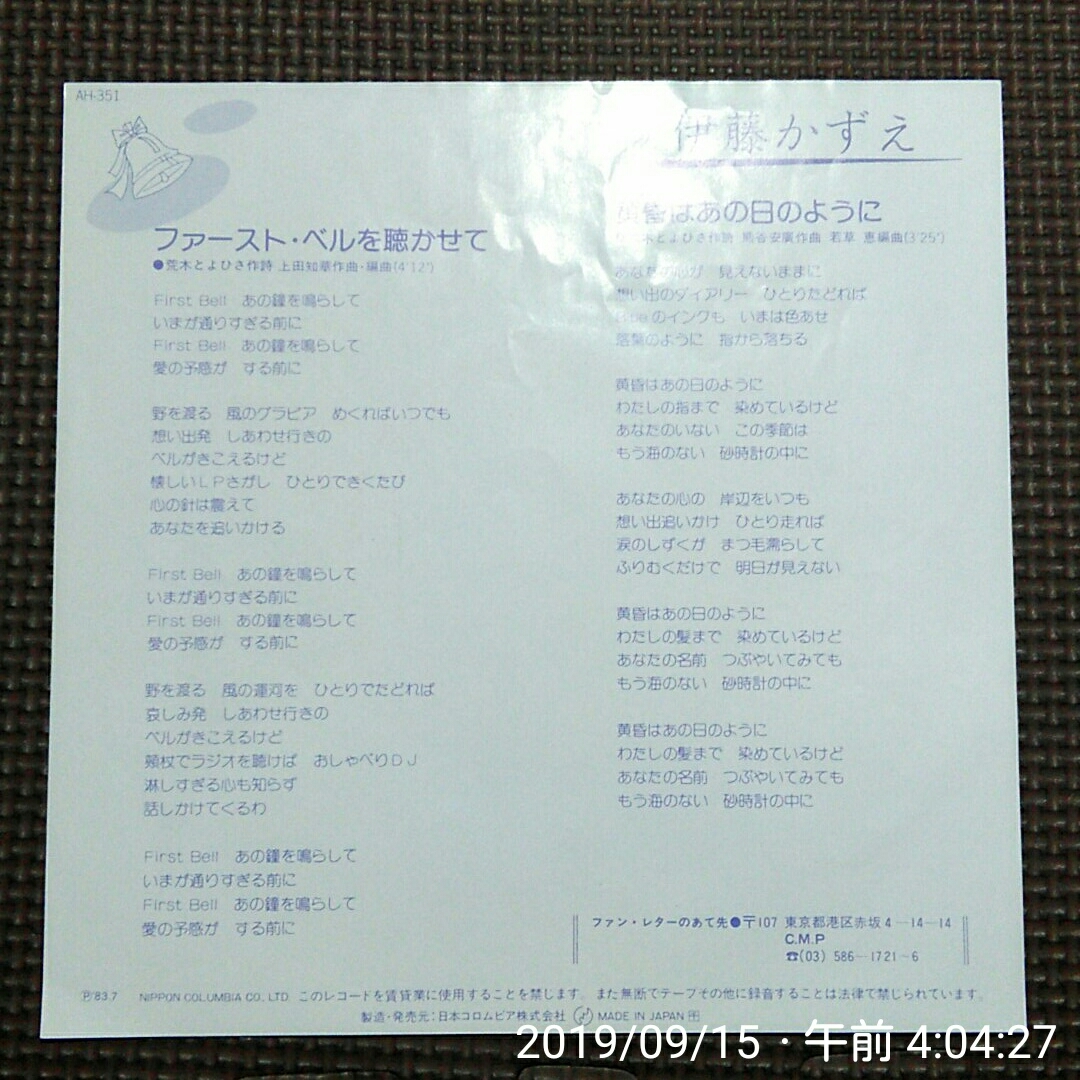 AH-351
伊藤かずえ
ファースト・ベルを聴かせて
●荒木とよひさ作詩 上田知華作曲・編曲(4'12")
First Bell あの鐘を鳴らして
いまが通りすぎる前に
First Bell あの鐘を鳴らして
愛の予感が する前に
野を渡る 風のグラビア めくればいつでも
想い出発 しあわせ行きの
ベルがきこえるけど
懐しいLPさがし ひとりできくたび
心の針は震えて
あなたを追いかける
First Bell あの鐘を鳴らして
いまが通りすぎる前に
First Bell あの鐘を鳴らして
愛の予感が する前に
野を渡る 風の運河を ひとりでたどれば
哀しみ発 しあわせ行きの
ベルがきこえるけど
頬杖でラジオを聴けば おしゃべりDJ
淋しすぎる心も知らず
話しかけてくるわ
First Bell あの鐘を鳴らして
いまが通りすぎる前に
First Bell あの鐘を鳴らして
愛の予感が する前に
黄昏はあの日のように
木とよひさ作詩 熊谷安廣作曲 若草 恵編曲(3'25")
あなたの心が 見えないままに
想い出のダイアリー ひとりたどれば
のインクも いまは色あせ
落葉のように 指から落ちる
黄昏はあの日のように
わたしの指まで 染めているけど
あなたのいない この季節は
もう海のない 砂時計の中に
あなたの心の 岸辺をいつも
想い出追いかけ ひとり走れば
涙のしずくが まつ毛濡らして
ふりむくだけで 明日が見えない
黄昏はあの日のように
わたしの髪まで 染めているけど
あなたの名前 つぶやいてみても
もう海のない 砂時計の中に
黄昏はあの日のように
わたしの髪まで 染めているけど
あなたの名前 つぶやいてみても
もう海のない 砂時計の中に
ファン・レターのあて先●〒107 東京都港区赤坂4−14−14
C.M.P
☎(03) 586−1721~6
Ⓟ'83.7 NIPPON COLUMBIA CO., LTD. このレコードを賃貸業に使用することを禁じます。また無断でテープその他に録音することは法律で禁じられています。
製造・発売元:日本コロムビア株式会社 MADE IN JAPAN
2019/09/15・午前 4:04:27